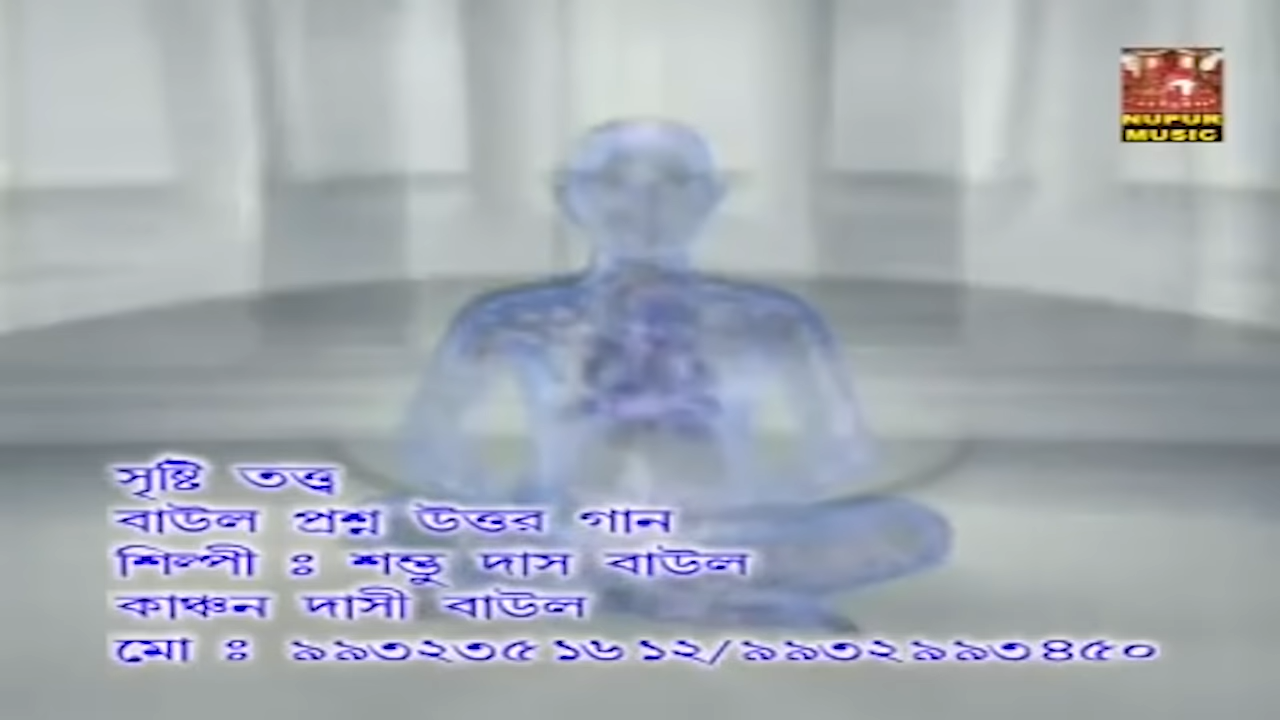 NUPUR
MUSIC
সৃষ্টি তত্ত্ব
বাউল প্রশ্ন উত্তর গান
শিল্পী ঃ শম্ভু দাস বাউল
কাঞ্চন দাসী বাউল
মো ঃ ৯৯৩২৩৫১৬১২/৯৯৩২৯৯৩৪৫০